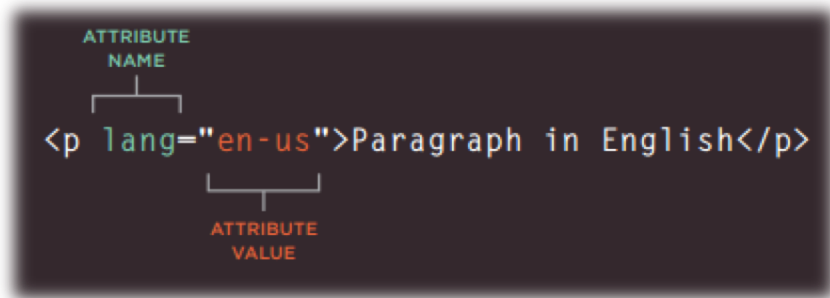 ATTRIBUTE
NAME
<p lang="en-us">Paragraph in English</p>
ATTRIBUTE
VALUE